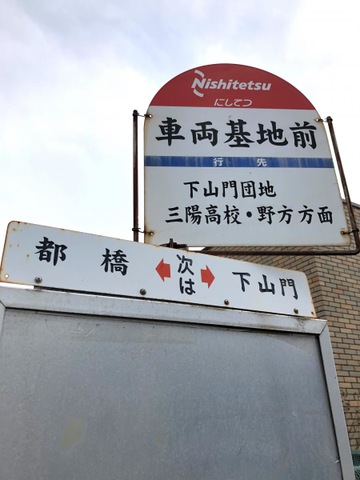 Nishitetsu
にしてつ
車両基地前
行先
下山門団地
三陽高校・野方方面
都橋 ← 次は → 下山門